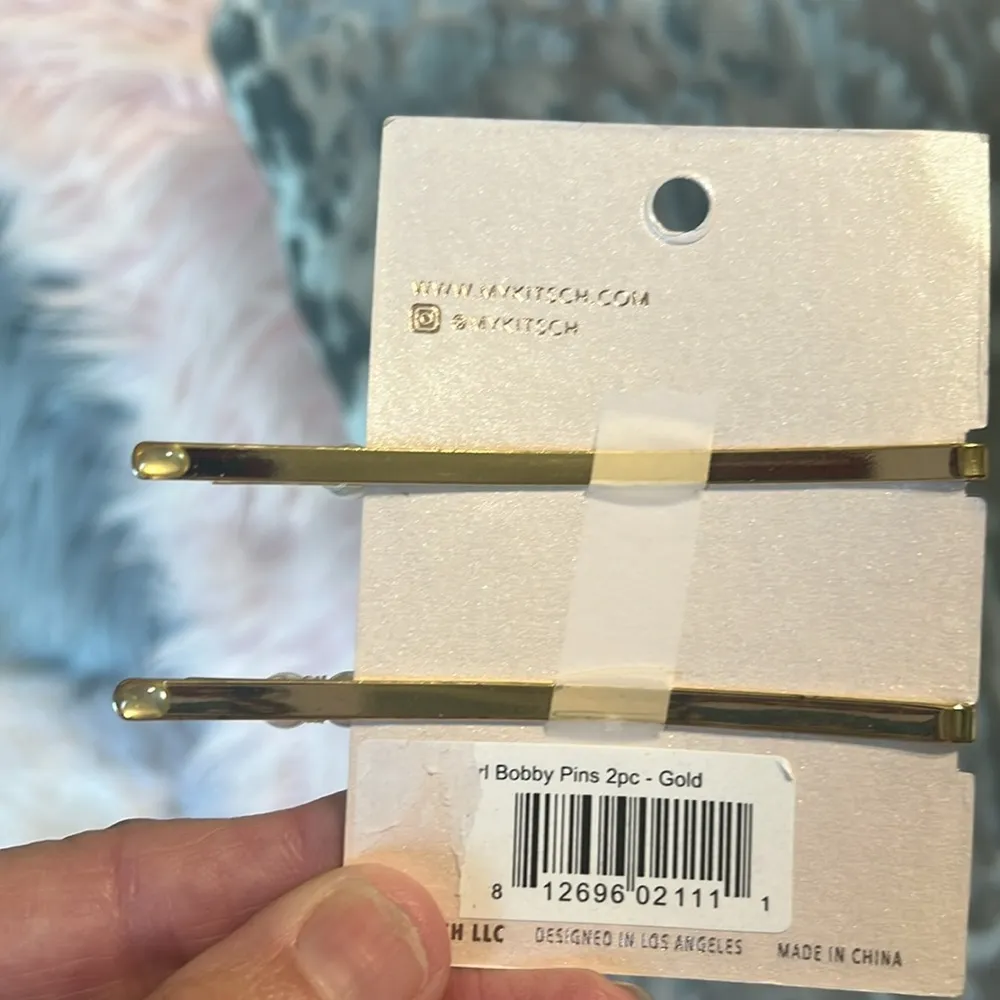 WWW.MYKITSCH.COM
@MYKITSCH
rl Bobby Pins 2pc - Gold
8 12696 02111 1
H LLC DESIGNED IN LOS ANGELES MADE IN CHINA